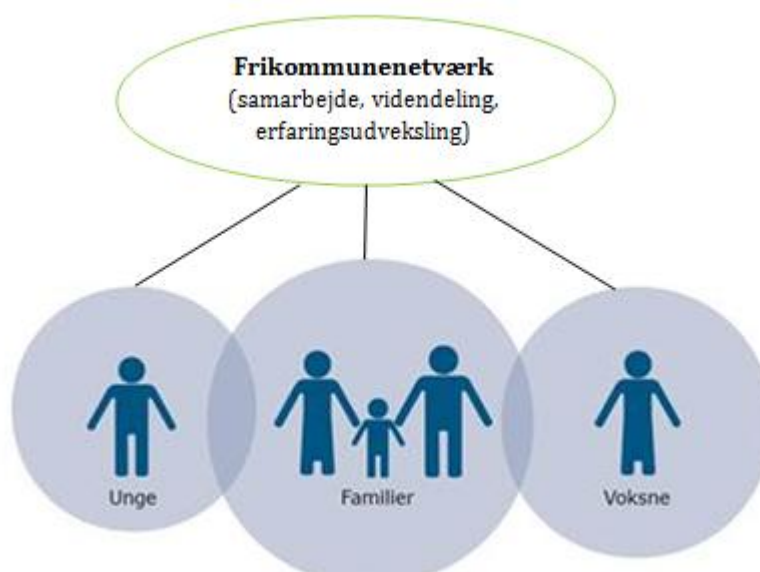 Frikommunenetværk
(samarbejde, videndeling,
erfaringsudveksling)
Unge
Familier
Voksne